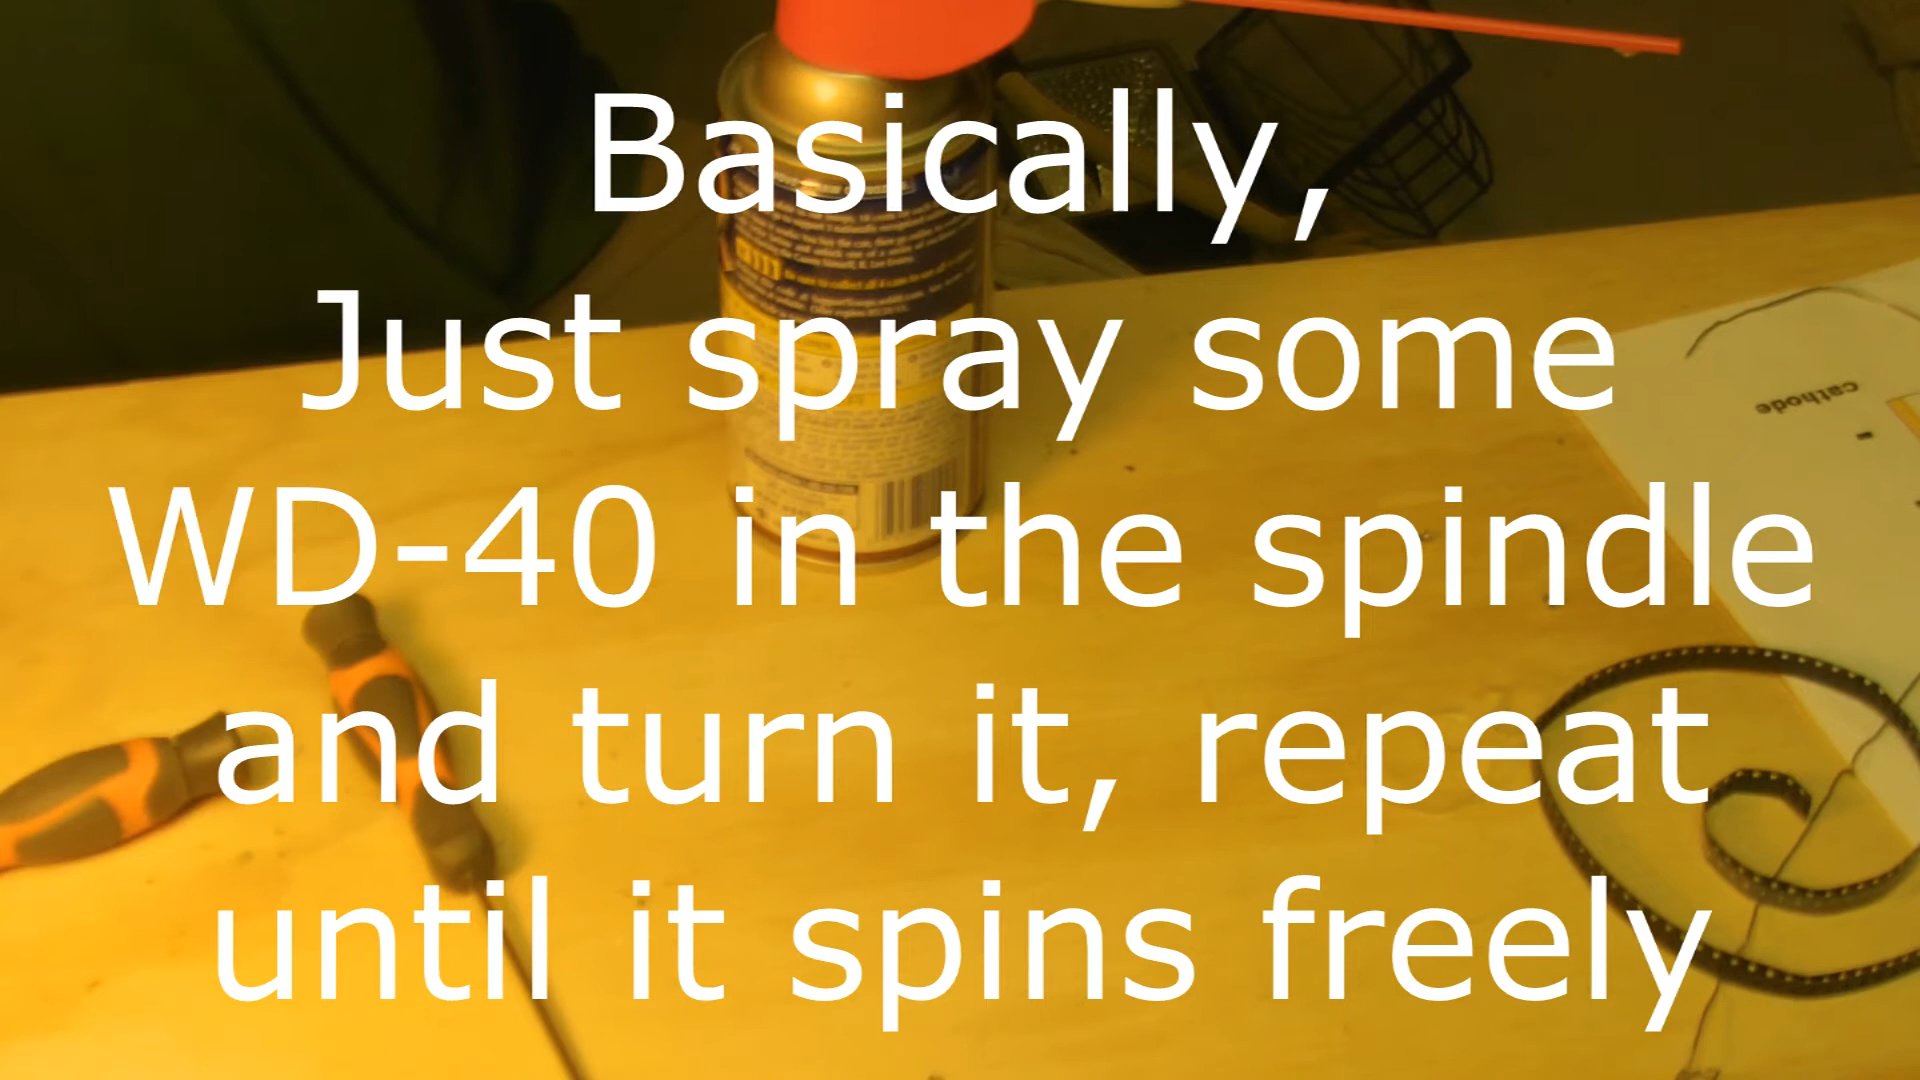 Basically,
Just spray some
WD-40 in the spindle
and turn it, repeat
until it spins freely
cathode